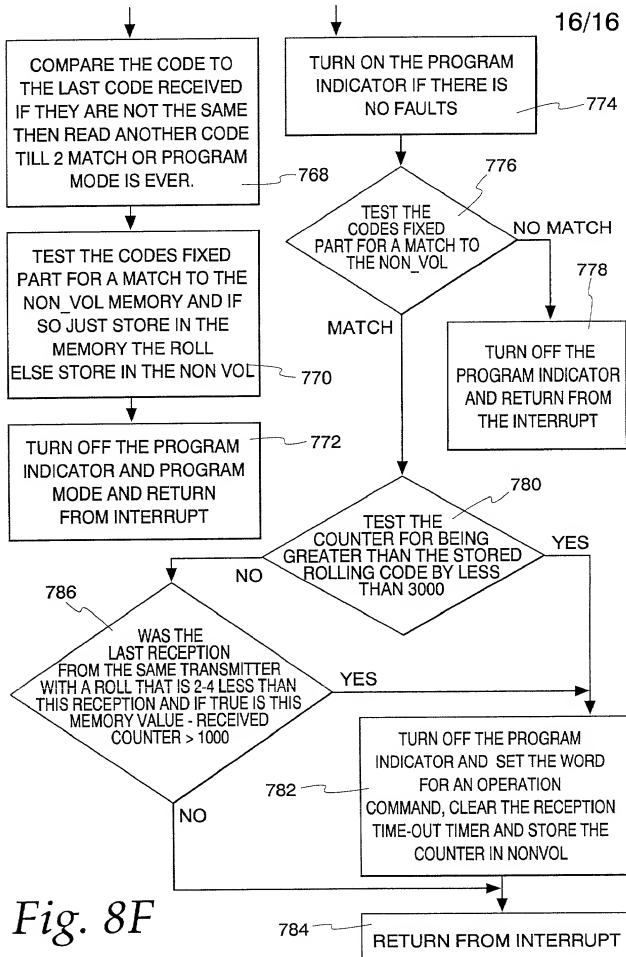 16/16
COMPARE THE CODE TO
THE LAST CODE RECEIVED
IF THEY ARE NOT THE SAME
THEN READ ANOTHER CODE
TILL 2 MATCH OR PROGRAM
MODE IS EVER.
768
TEST THE CODES FIXED
PART FOR A MATCH TO THE
NON_VOL MEMORY AND IF
SO JUST STORE IN THE
MEMORY THE ROLL
ELSE STORE IN THE NON VOL
770
TURN OFF THE PROGRAM
INDICATOR AND PROGRAM
MODE AND RETURN
FROM INTERRUPT
772
TURN ON THE PROGRAM
INDICATOR IF THERE IS
NO FAULTS
774
776
TEST THE
CODES FIXED
PART FOR A MATCH TO
THE NON_VOL
NO MATCH
MATCH
778
TURN OFF THE
PROGRAM INDICATOR
AND RETURN FROM
THE INTERRUPT
780
TEST THE
COUNTER FOR BEING
GREATER THAN THE STORED
ROLLING CODE BY LESS
THAN 3000
NO
YES
786
WAS THE
LAST RECEPTION
FROM THE SAME TRANSMITTER
WITH A ROLL THAT IS 2-4 LESS THAN
THIS RECEPTION AND IF TRUE IS THIS
MEMORY VALUE - RECEIVED
COUNTER > 1000
YES
NO
TURN OFF THE PROGRAM
INDICATOR AND SET THE WORD
FOR AN OPERATION
COMMAND, CLEAR THE RECEPTION
TIME-OUT TIMER AND STORE THE
COUNTER IN NONVOL
782
784
RETURN FROM INTERRUPT
Fig. 8F